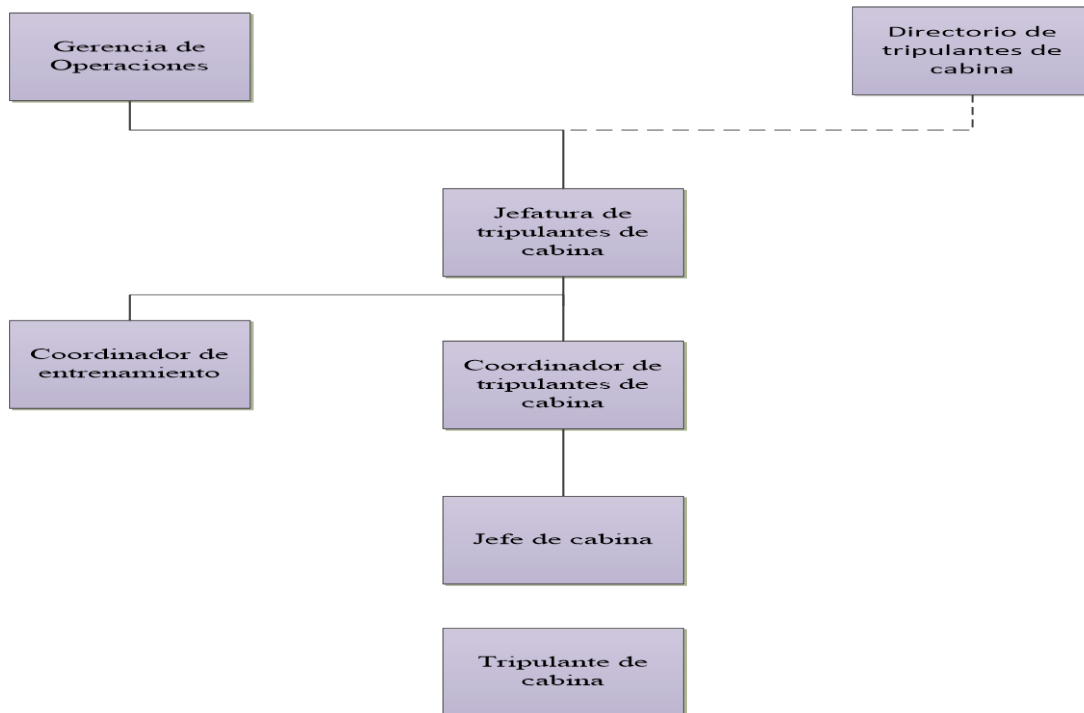 Gerencia de
Operaciones
Directorio de
tripulantes de
cabina
Jefatura de
tripulantes de
cabina
Coordinador de
entrenamiento
Coordinador de
tripulantes de
cabina
Jefe de cabina
Tripulante de
cabina